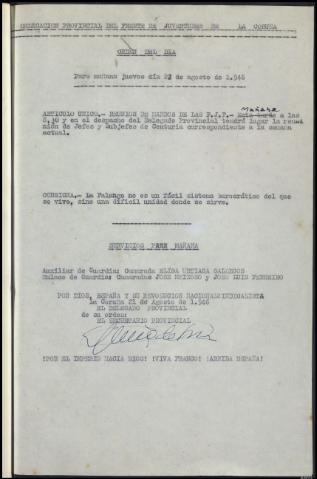 DELEGACION PROVINCIAL DEL FRENTE DE JUVENTUDES DE LA CORUÑA
ORDEN DEL DIA
Para mañana jueves día 22 de agosto de 1.946
Mañana
ARTICULO UNICO.- REUNION DE MANDOS DE LAS F.J.F.- Esta tarde a las
8,30 y en el despacho del Delegado Provincial tendrá lugar la reu
nión de Jefes y Subjefes de Centuria correspondiente a la semana
actual.
CONSIGNA.- La Falange no es un fácil sistema burocrático del que
se vive, sino una difícil unidad donde se sirve.
SERVICIOS PARA MAÑANA
Auxiliar de Guardia: Camarada ELISA URTIAGA
de Guardia: Camaradas JOSE y JOSE LUIS
POR DIOS, ESPAÑA Y SU REVOLUCION NACIONALSINDICALISTA
La Coruña 21 de Agosto de 1.946
EL DELEGADO PROVINCIAL
de su orden:
EL SECRETARIO PROVINCIAL
¡POR EL IMPERIO HACIA DIOS! ¡VIVA FRANCO! ¡ARRIBA ESPAÑA!